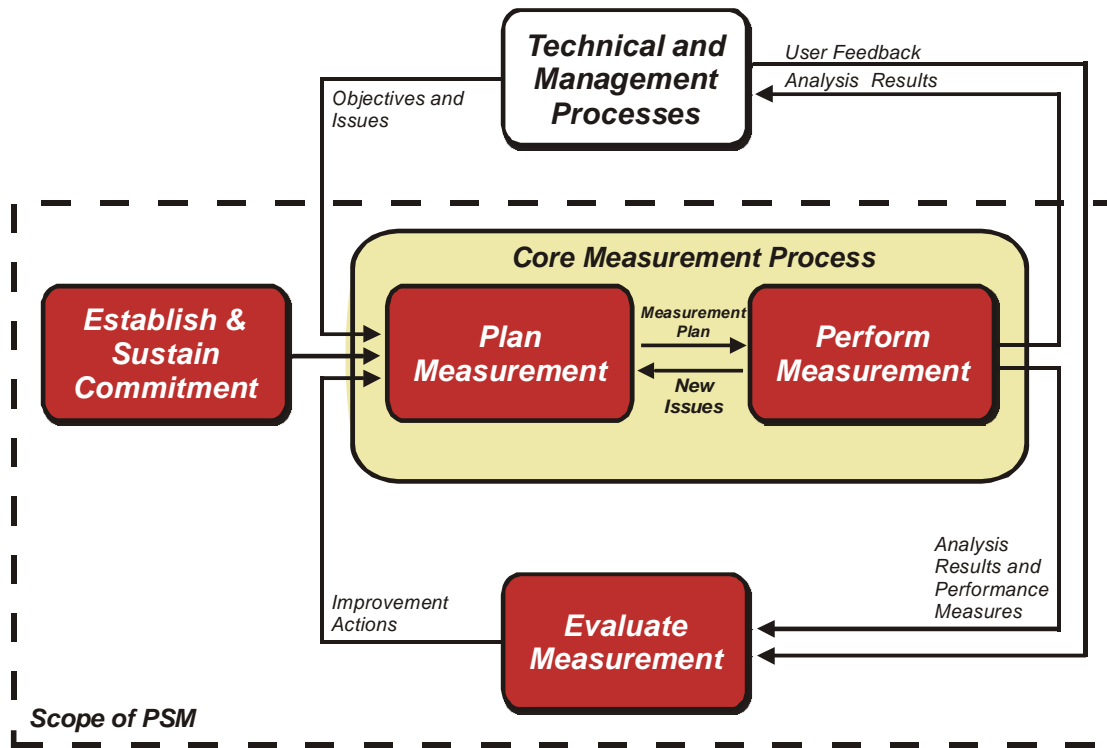 Technical and
Management
Processes
User Feedback
Analysis Results
Objectives and
Issues
Core Measurement Process
Establish &
Sustain
Commitment
Plan
Measurement
Measurement
Plan
New
Issues
Perform
Measurement
Analysis
Results and
Performance
Measures
Improvement
Actions
Evaluate
Measurement
Scope of PSM